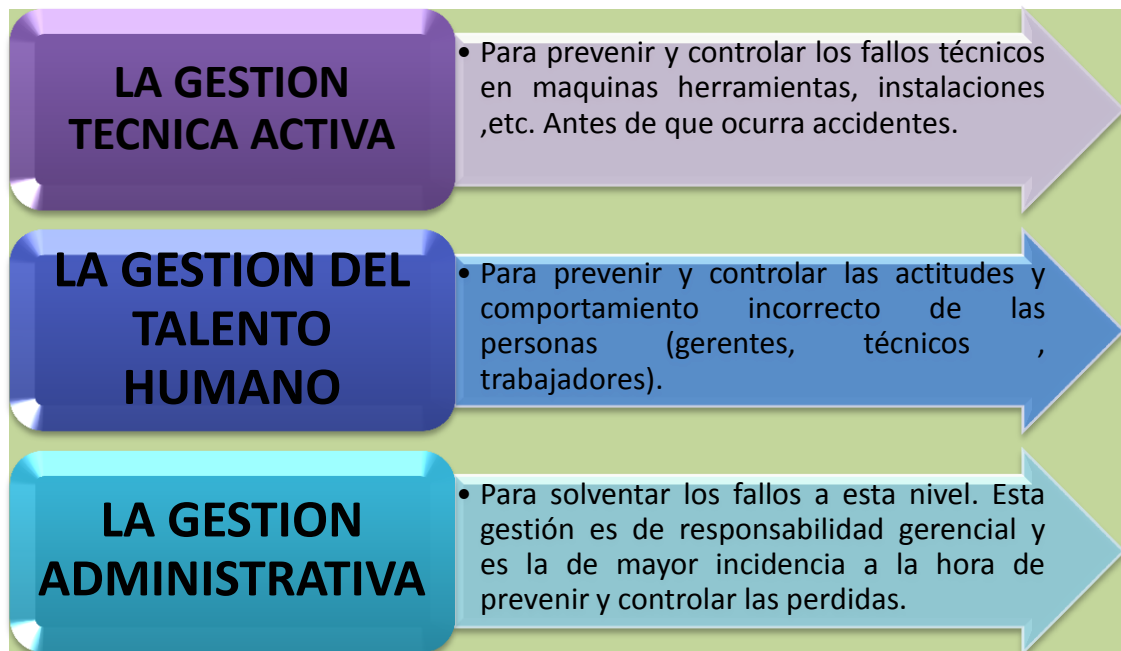 LA GESTION
TECNICA ACTIVA
• Para prevenir y controlar los fallos técnicos
en maquinas herramientas, instalaciones
,etc. Antes de que ocurra accidentes.
LA GESTION DEL
TALENTO
HUMANO
• Para prevenir y controlar las actitudes y
comportamiento incorrecto de las
personas (gerentes, técnicos ,
trabajadores).
LA GESTION
ADMINISTRATIVA
• Para solventar los fallos a esta nivel. Esta
gestión es de responsabilidad gerencial y
es la de mayor incidencia a la hora de
prevenir y controlar las perdidas.